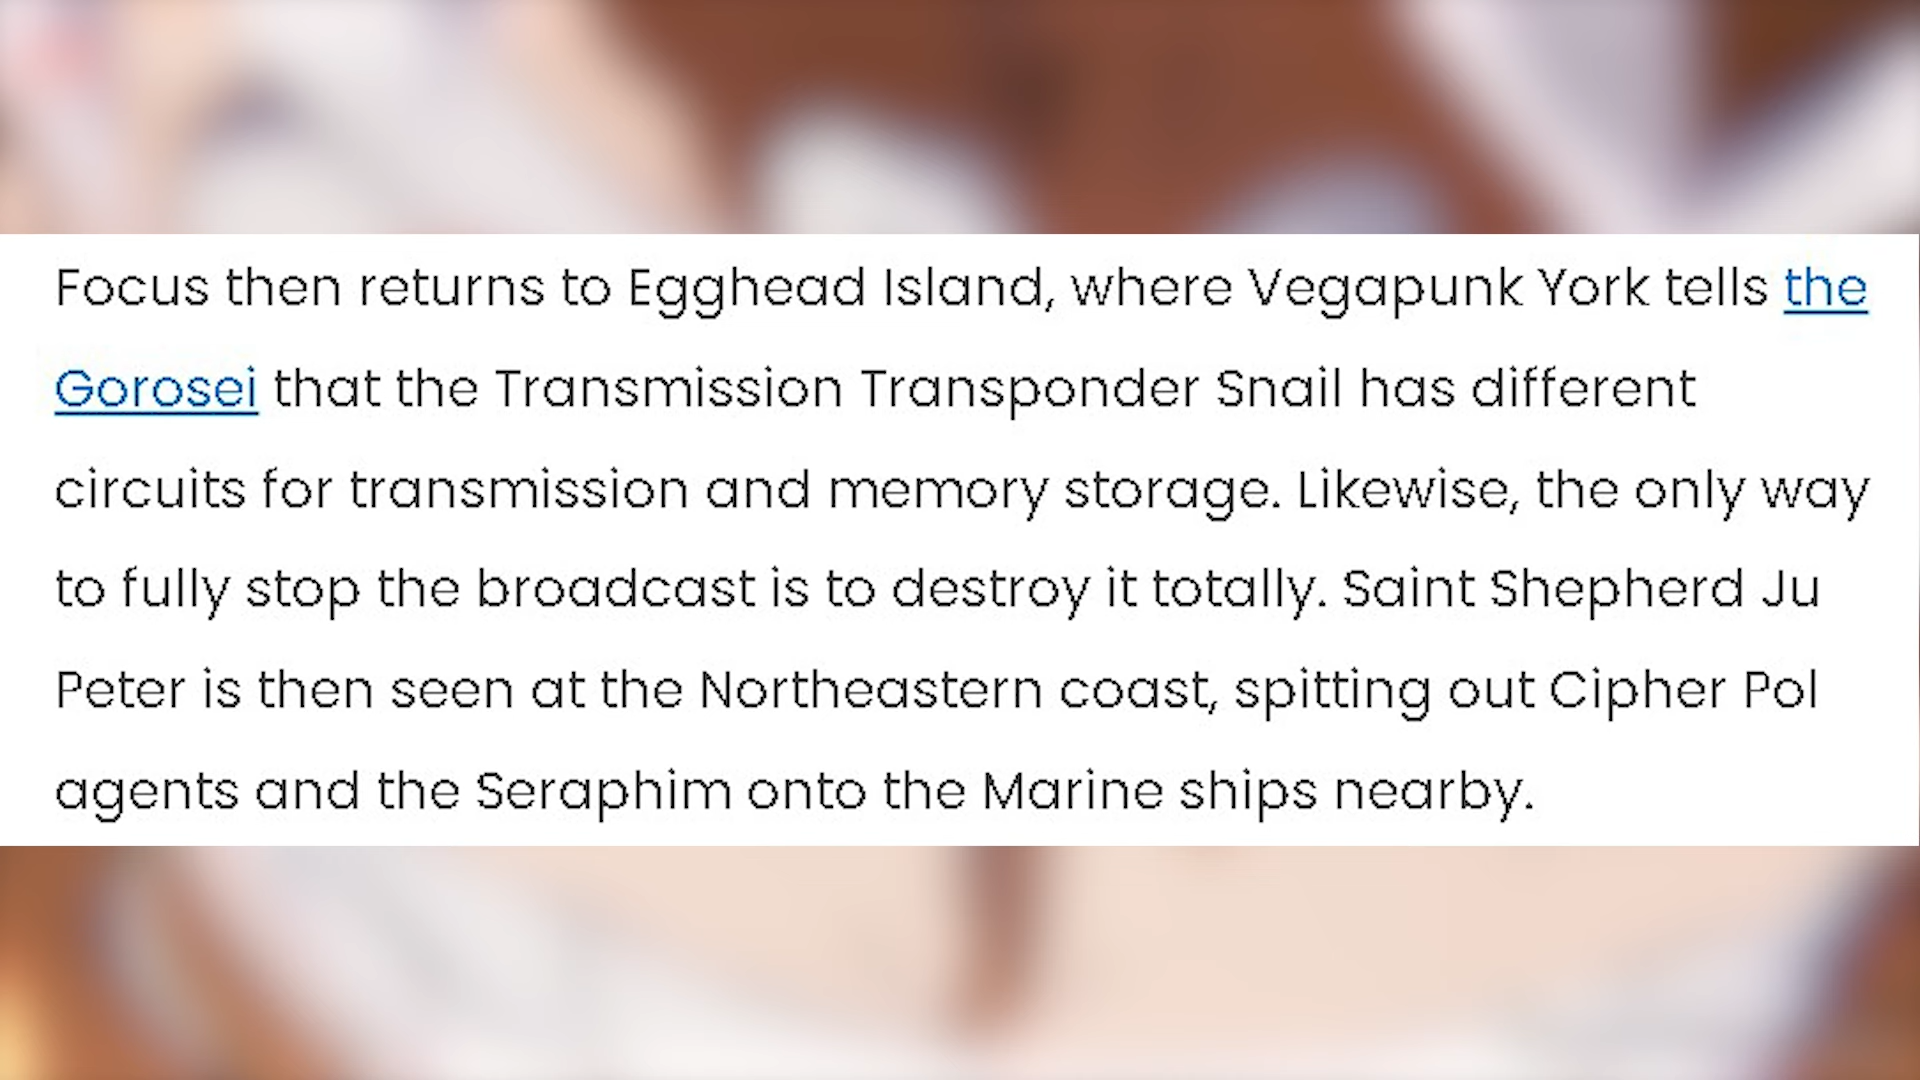 Focus then returns to Egghead Island, where Vegapunk York tells the
Gorosei that the Transmission Transponder Snail has different
circuits for transmission and memory storage. Likewise, the only way
to fully stop the broadcast is to destroy it totally. Saint Shepherd Ju
Peter is then seen at the Northeastern coast, spitting out Cipher Pol
agents and the Seraphim onto the Marine ships nearby.